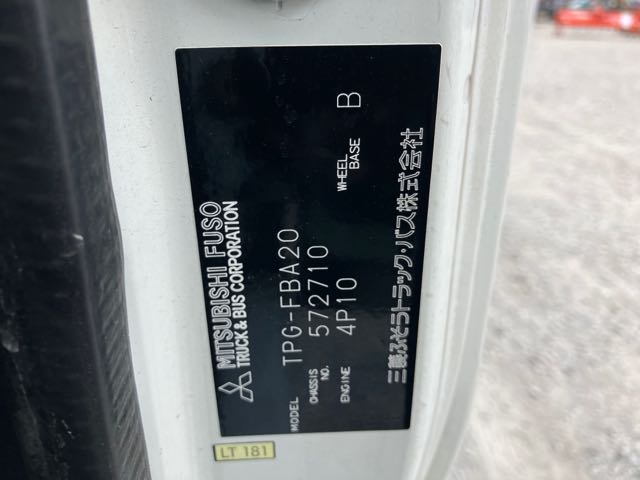 MITSUBISHI FUSO
TRUCK & BUS CORPORATION
MODEL TPG-FBA20
CHASSIS NO. 572710
ENGINE 4P10 WHEEL BASE B
三菱ふそうトラック・バス株式会社
LT 181